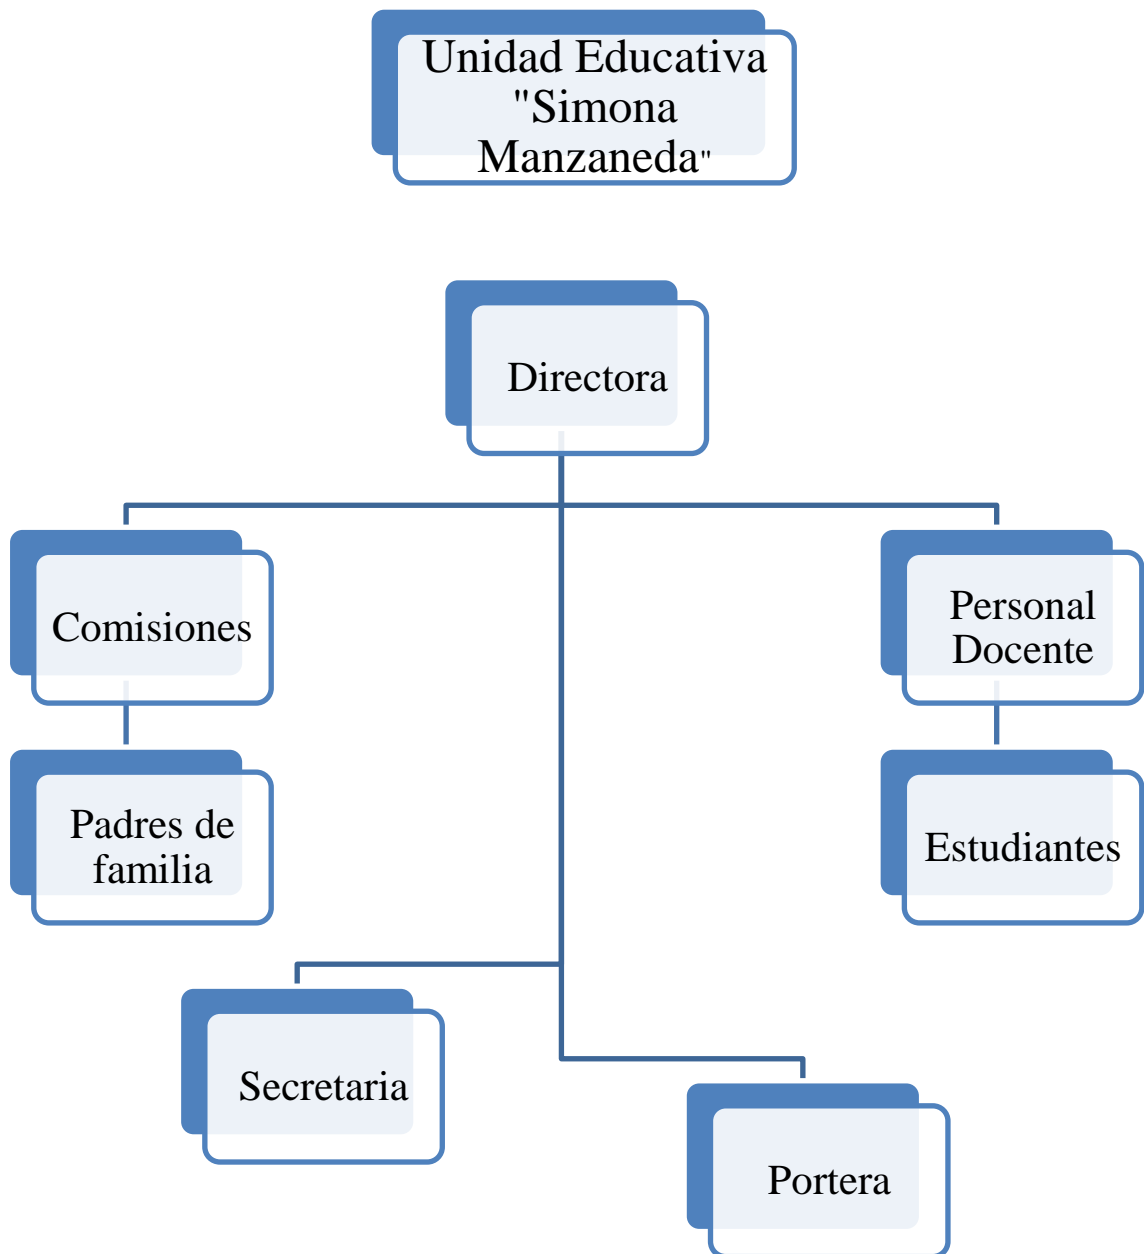 Unidad Educativa
"Simona
Manzaneda"
Directora
Comisiones
Personal
Docente
Padres de
familia
Estudiantes
Secretaria
Portera